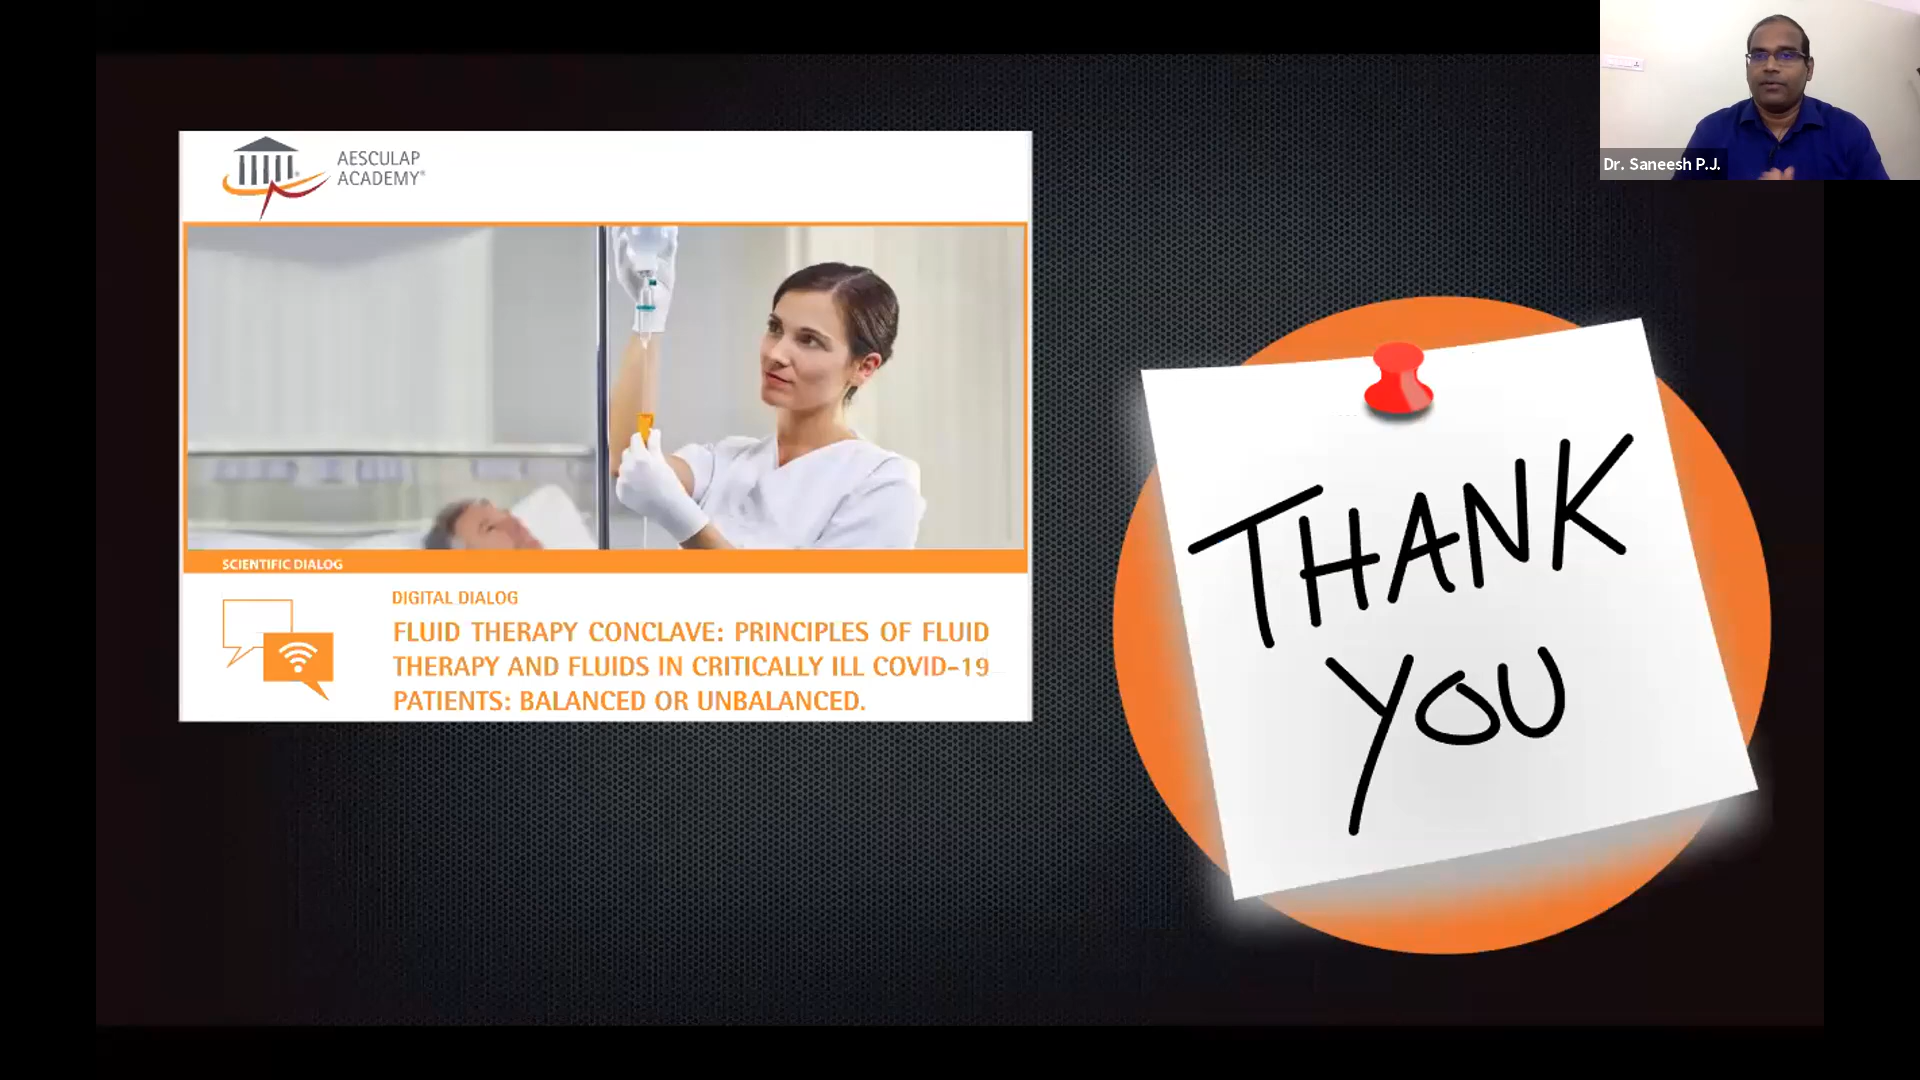 Dr. Saneesh P.J.
AESCULAP
ACADEMY®
SCIENTIFIC DIALOG
DIGITAL DIALOG
FLUID THERAPY CONCLAVE: PRINCIPLES OF FLUID
THERAPY AND FLUIDS IN CRITICALLY ILL COVID-19
PATIENTS: BALANCED OR UNBALANCED.
THANK
YOU